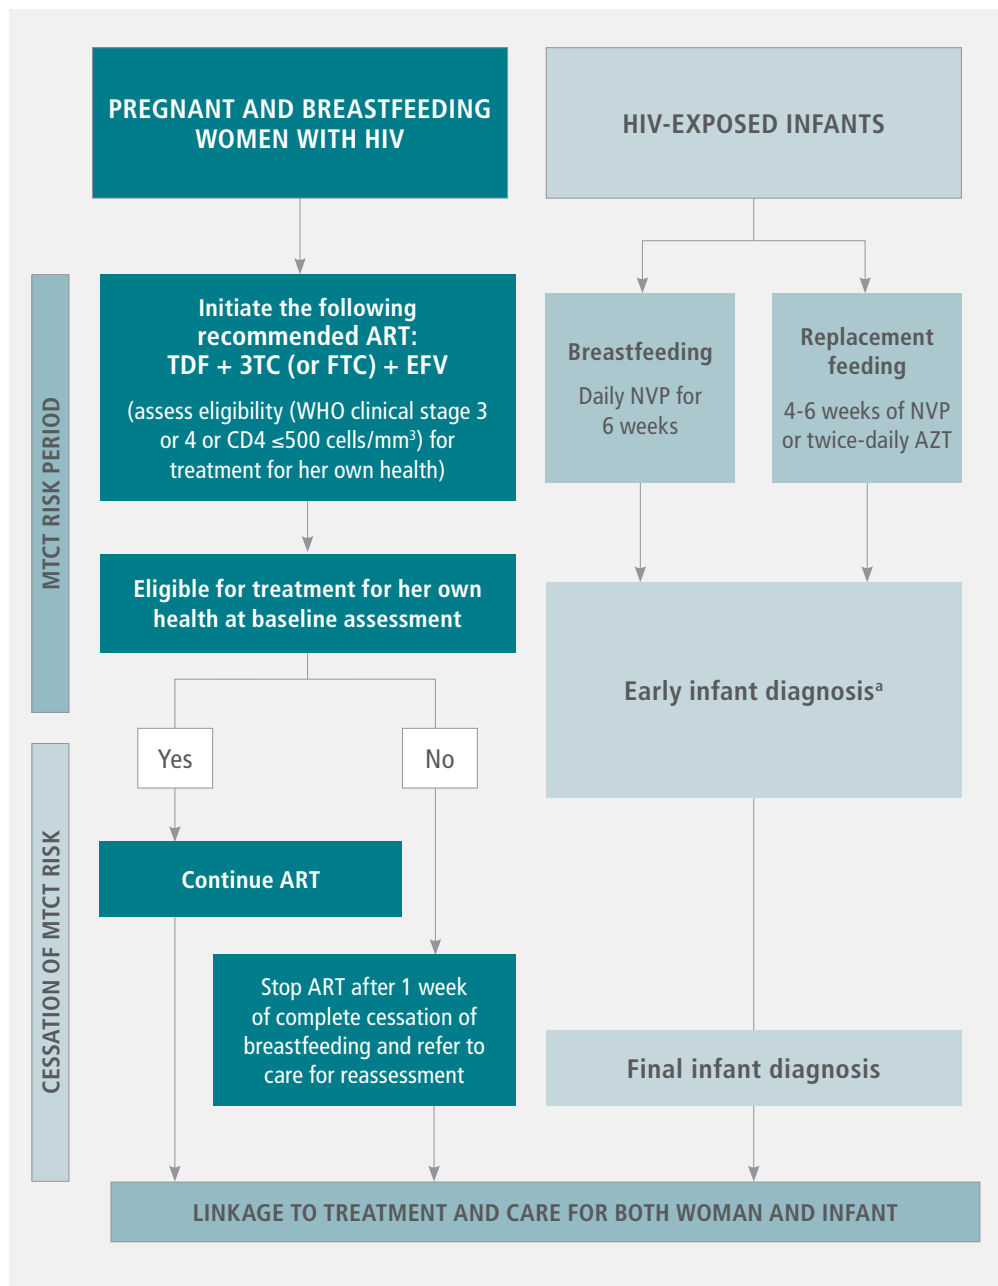 PREGNANT AND BREASTFEEDING
WOMEN WITH HIV
HIV-EXPOSED INFANTS
MTCT RISK PERIOD
Initiate the following
recommended ART:
TDF + 3TC (or FTC) + EFV
(assess eligibility (WHO clinical stage 3
or 4 or CD4 ≤500 cells/mm³) for
treatment for her own health)
Breastfeeding
Daily NVP for
6 weeks
Replacement
feeding
4-6 weeks of NVP
or twice-daily AZT
Eligible for treatment for her own
health at baseline assessment
Early infant diagnosisᵃ
Yes
No
CESSATION OF MTCT RISK
Continue ART
Stop ART after 1 week
of complete cessation of
breastfeeding and refer to
care for reassessment
Final infant diagnosis
LINKAGE TO TREATMENT AND CARE FOR BOTH WOMAN AND INFANT